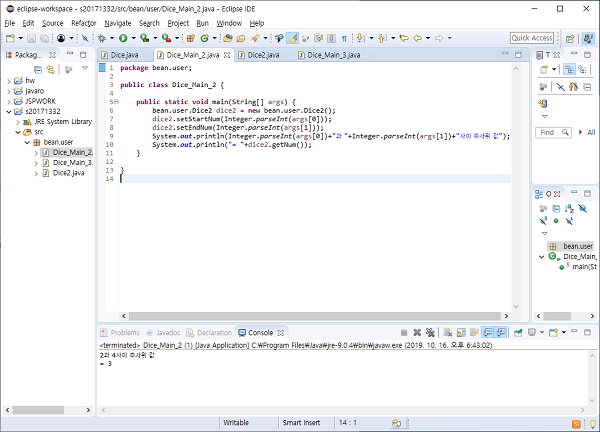 eclipse-workspace - s20171332/src/bean/user/Dice_Main_2.java - Eclipse IDE
File Edit Source Refactor Navigate Search Project Run Window Help
Quick Access
Packag...
hw
javaro
JSPWORK
s20171332
JRE System Library
src
bean.user
Dice_Main_2.
Dice_Main_3.
Dice2.java
Dice.java Dice_Main_2.java Dice2.java Dice_Main_3.java
1 package bean.user;
2
3 public class Dice_Main_2 {
4
5 public static void main(String[] args) {
6 bean.user.Dice2 dice2 = new bean.user.Dice2();
7 dice2.setStartNum(Integer.parseInt(args[0]));
8 dice2.setEndNum(Integer.parseInt(args[1]));
9 System.out.println(Integer.parseInt(args[0])+"과 "+Integer.parseInt(args[1])+"사이 주사위 값");
10 System.out.println("= "+dice2.getNum());
11 }
12
13 }
14
T
Find All
O
bean.user
Dice_Main_
main(St
Problems Javadoc Declaration Console
<terminated> Dice_Main_2 (1) [Java Application] C:₩Program Files₩Java₩jre-9.0.4₩bin₩javaw.exe (2019. 10. 16. 오후 6:43:02)
2과 4사이 주사위 값
= 3
Writable Smart Insert 14 : 1